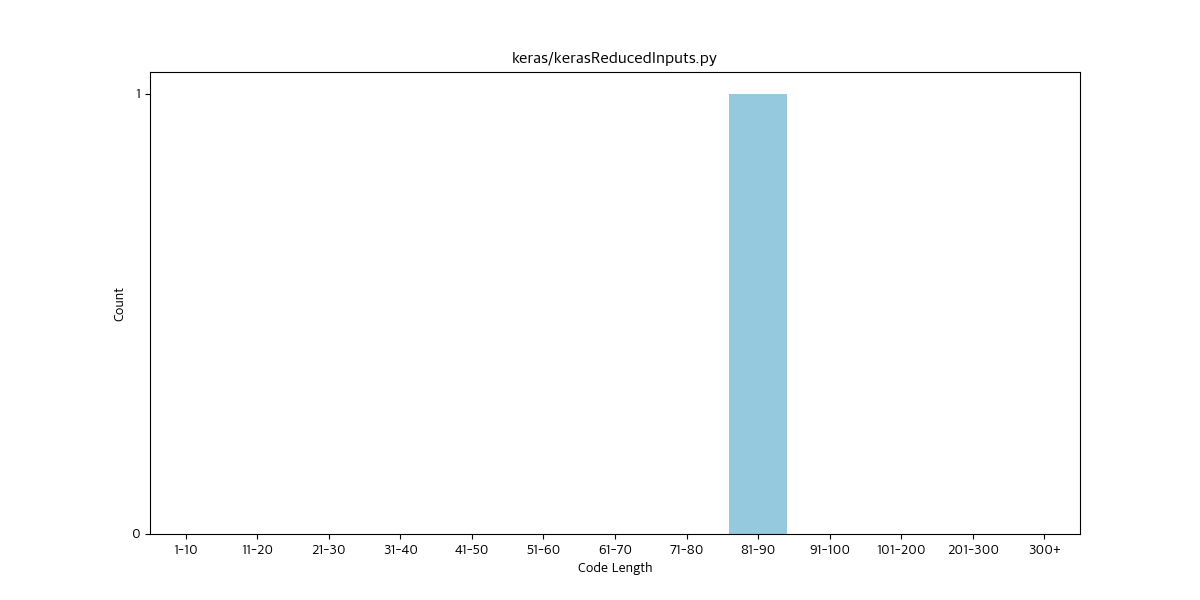 keras/kerasReducedInputs.py
1
Count
0
1-10 11-20 21-30 31-40 41-50 51-60 61-70 71-80 81-90 91-100 101-200 201-300 300+
Code Length